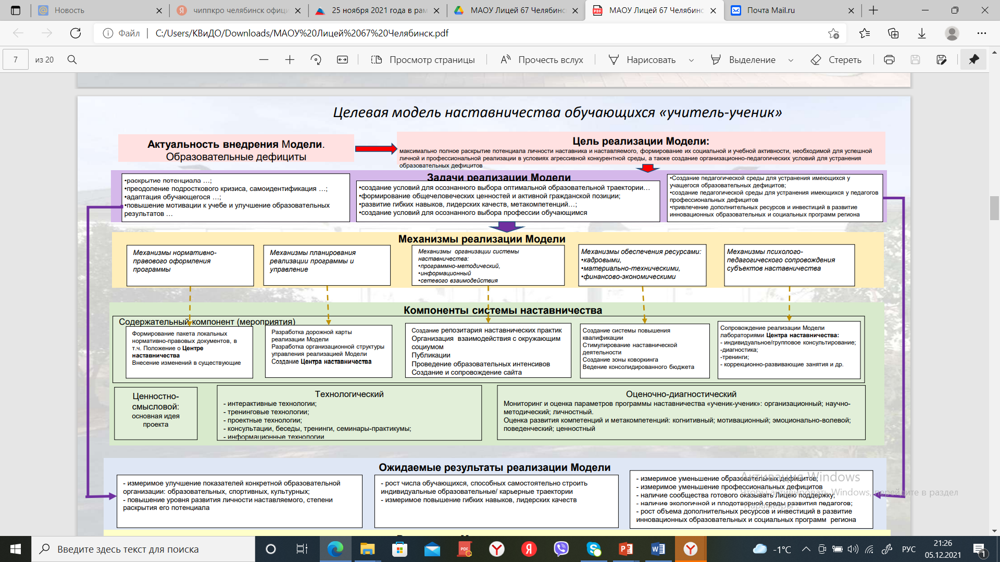 Новость
чиппкро челябинск офици
25 ноября 2021 года в рам
МАОУ Лицей 67 Челябинс
МАОУ Лицей 67 Челябинс
Почта Mail.ru
Файл
C:/Users/КВиДО/Downloads/МАОУ%20Лицей%2067%20Челябинск.pdf
7 из 20
Просмотр страницы
Прочесть вслух
Нарисовать
Выделение
Стереть
Целевая модель наставничества обучающихся «учитель-ученик»
Актуальность внедрения Модели.
Образовательные дефициты
Цель реализации Модели:
максимально полное раскрытие потенциала личности наставника и наставляемого, формирование их социальной и учебной активности, необходимой для успешной
личной и профессиональной реализации в условиях агрессивной конкурентной среды, а также создание организационно-педагогических условий для устранения
образовательных дефицитов
Задачи реализации Модели
•раскрытие потенциала …;
•преодоление подросткового кризиса, самоидентификация …;
•адаптация обучающегося …;
•повышение мотивации к учебе и улучшение образовательных
результатов …
•создание условий для осознанного выбора оптимальной образовательной траектории…
•формирование общечеловеческих ценностей и активной гражданской позиции;
•развитие гибких навыков, лидерских качеств, метакомпетенций…;
•создание условий для осознанного выбора профессии обучающимся
•Создание педагогической среды для устранения имеющихся у
учащегося образовательных дефицитов;
•создание педагогической среды для устранения имеющихся у педагогов
профессиональных дефицитов
•привлечение дополнительных ресурсов и инвестиций в развитие
инновационных образовательных и социальных программ региона
Механизмы реализации Модели
Механизмы нормативно-
правового оформления
программы
Механизмы планирования
реализации программы и
управление
Механизмы организации системы
наставничества:
•программно-методический,
•информационный
•сетевого взаимодействия
Механизмы обеспечения ресурсами:
•кадровыми,
•материально-техническими,
•финансово-экономическими
Механизмы психолого-
педагогического сопровождения
субъектов наставничества
Компоненты системы наставничества
Содержательный компонент (мероприятия)
Формирование пакета локальных
нормативно-правовых документов, в
т.ч. Положение о Центре
наставничества
Внесение изменений в существующие
Разработка дорожной карты
реализации Модели
Разработка организационной структуры
управления реализацией Модели
Создание Центра наставничества
Создание репозитария наставнических практик
Организация взаимодействия с окружающим
социумом
Публикации
Проведение образовательных интенсивов
Создание и сопровождение сайта
Создание системы повышения
квалификации
Стимулирование наставнической
деятельности
Создание зоны коворкинга
Ведение консолидированного бюджета
Сопровождение реализации Модели
лабораториями Центра наставничества:
- индивидуальное/групповое консультирование;
-диагностика;
-тренинги;
- коррекционно-развивающие занятия и др.
Ценностно-
смысловой:
основная идея
проекта
Технологический
- интерактивные технологии;
- тренинговые технологии;
- проектные технологии;
- консультации, беседы, тренинги, семинары-практикумы;
- информационные технологии
Оценочно-диагностический
Мониторинг и оценка параметров программы наставничества «ученик-ученик»: организационный; научно-
методический; личностный.
Оценка развития компетенций и метакомпетенций: когнитивный; мотивационный; эмоционально-волевой;
поведенческий; ценностный
Ожидаемые результаты реализации Модели
- измеримое улучшение показателей конкретной образовательной
организации: образовательных, спортивных, культурных;
- повышение уровня развития личности наставляемого, степени
раскрытия его потенциала
- рост числа обучающихся, способных самостоятельно строить
индивидуальные образовательные/ карьерные траектории
- измеримое повышение гибких навыков, лидерских качеств
- измеримое уменьшение образовательных дефицитов;
- измеримое уменьшение профессиональных дефицитов
- наличие сообщества готового оказывать Лицею поддержку;
- наличие экологичной и плодотворной среды развития педагогов;
- рост объема дополнительных ресурсов и инвестиций в развитие
инновационных образовательных и социальных программ региона
Активация Windows
Чтобы активировать Windows, перейдите в раздел
"Параметры".
Введите здесь текст для поиска
-1°C
РУС
21:26
05.12.2021
1